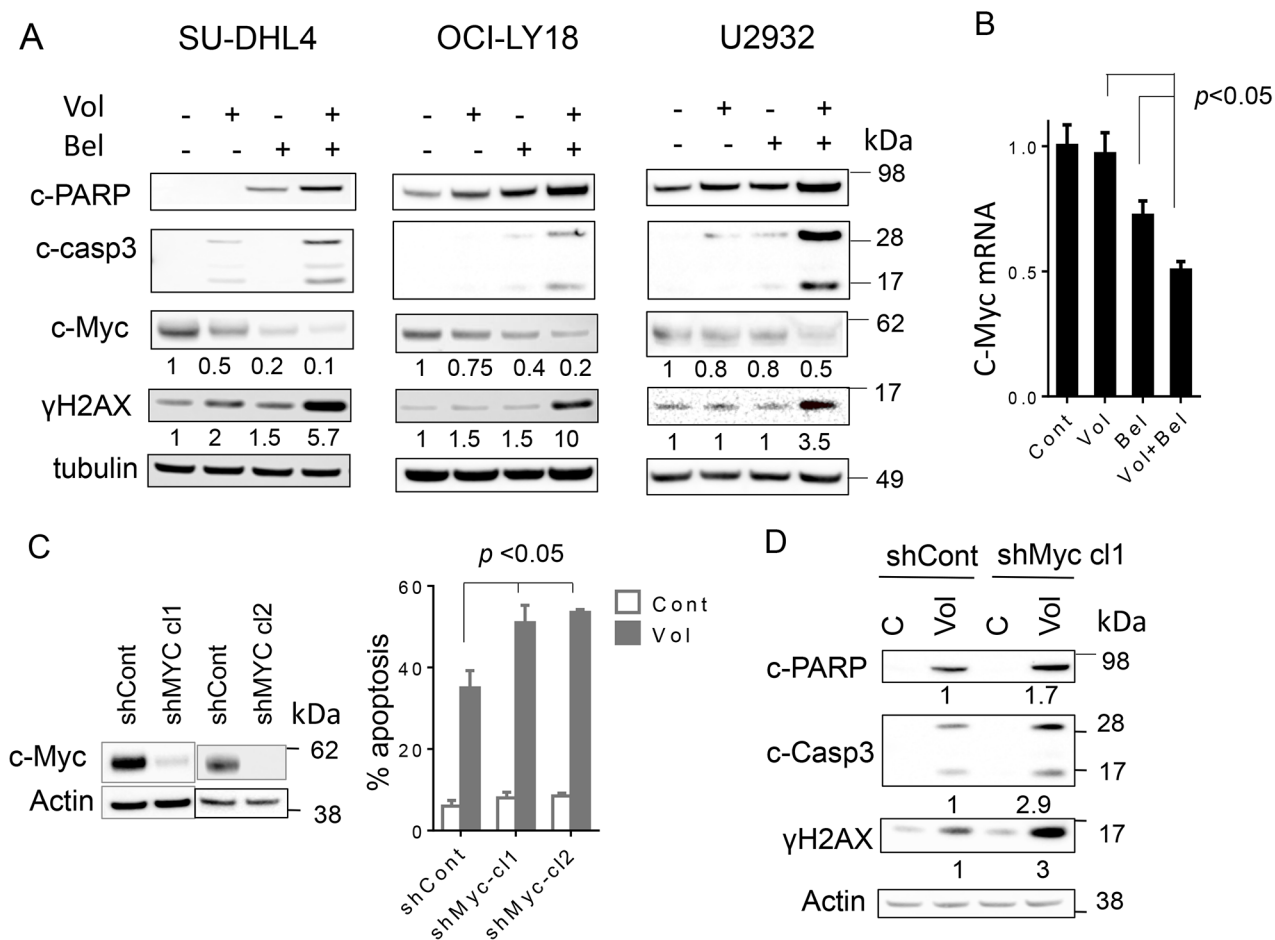 A
SU-DHL4 OCI-LY18 U2932
Vol - + - + - + - + - + - +
Bel - - + + - - + + - - + + kDa
c-PARP 98
c-casp3 28
17
c-Myc 62
1 0.5 0.2 0.1 1 0.75 0.4 0.2 1 0.8 0.8 0.5
γH2AX 17
1 2 1.5 5.7 1 1.5 1.5 10 1 1 1 3.5
tubulin 49
B
p<0.05
C-Myc mRNA
1.0
0.5
0.0
Cont
Vol
Bel
Vol+Bel
C
shCont
shMYC cl1
shCont
shMYC cl2
kDa
c-Myc 62
Actin 38
p <0.05
% apoptosis
60
40
20
0
Cont
Vol
shCont
shMyc-cl1
shMyc-cl2
D
shCont shMyc cl1
C Vol C Vol kDa
c-PARP 98
1 1.7
c-Casp3 28
17
1 2.9
γH2AX 17
1 3
Actin 38